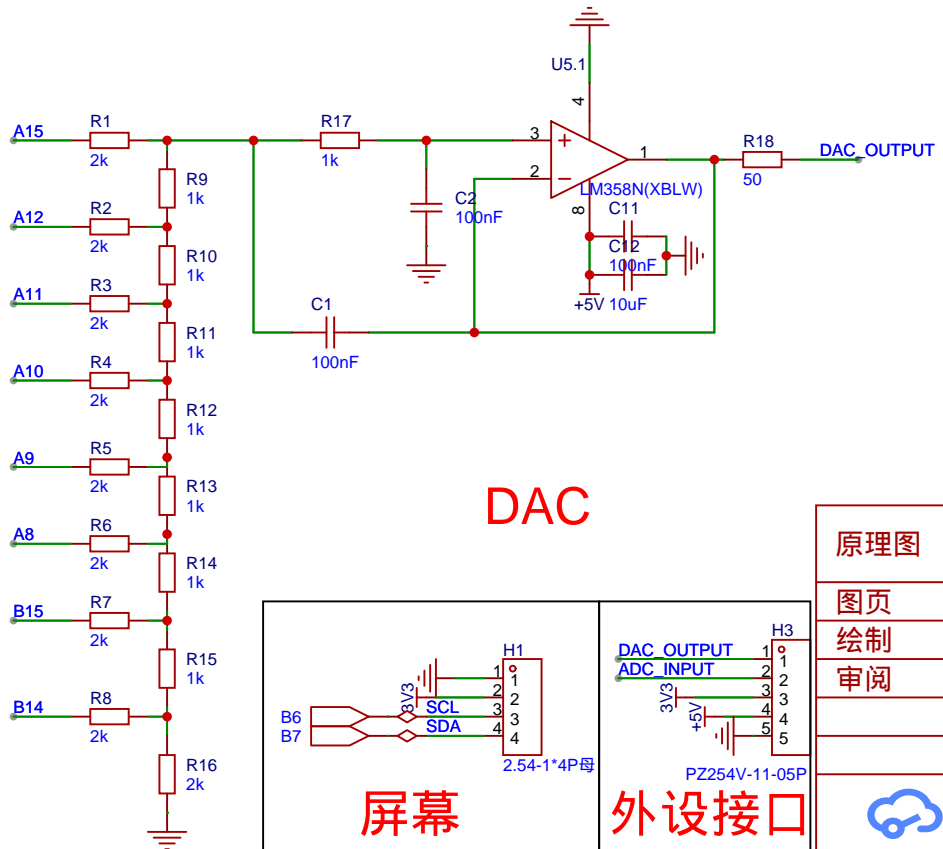 U5.1
4
A15
R1
2k
R17
1k
3
2
1
R18
50
DAC_OUTPUT
LM358N(XBLW)
8
R9
1k
C2
100nF
C11
100nF
C12
10uF
+5V
A12
R2
2k
R10
1k
A11
R3
2k
C1
100nF
R11
1k
A10
R4
2k
R12
1k
A9
R5
2k
R13
1k
DAC
A8
R6
2k
R14
1k
B15
R7
2k
R15
1k
B14
R8
2k
R16
2k
H1
1
1
2
2
3
3
4
4
3V3
SCL
SDA
B6
B7
2.54-1*4P母
屏幕
H3
DAC_OUTPUT
ADC_INPUT
1
1
2
2
3
3
4
4
5
5
3V3
+5V
PZ254V-11-05P
外设接口
原理图
图页
绘制
审阅